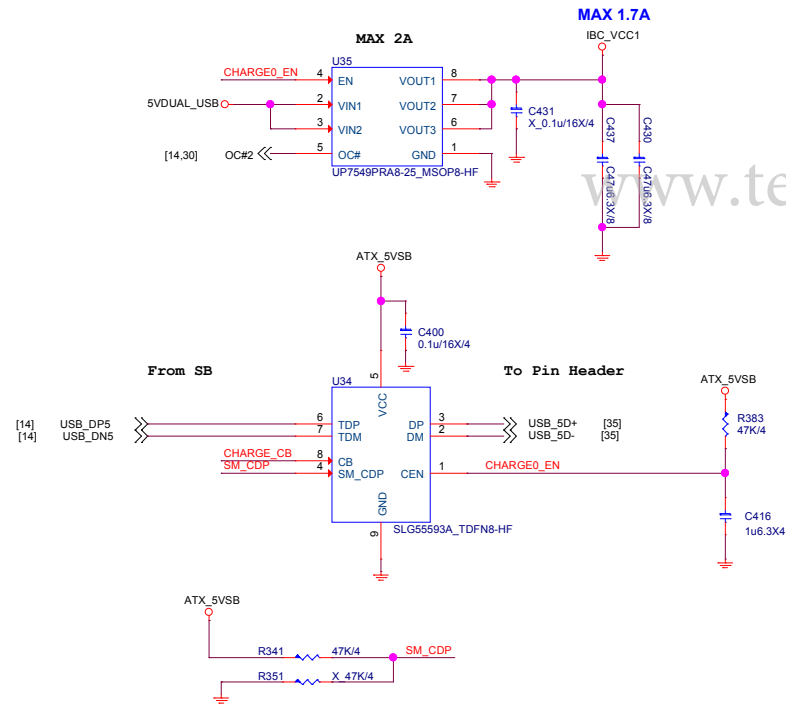 MAX 1.7A
IBC_VCC1
MAX 2A
U35
CHARGE0_EN 4 EN VOUT1 8
5VDUAL_USB 2 VIN1 VOUT2 7
3 VIN2 VOUT3 6
[14,30] OC#2 5 OC# GND 1
UP7549PRA8-25_MSOP8-HF
C431
X_0.1u/16X/4
C437
C47u6.3X/8
C430
C47u6.3X/8
www.te
ATX_5VSB
C400
0.1u/16X/4
From SB
To Pin Header
U34
5
VCC
[14] USB_DP5 6 TDP DP 3 USB_5D+ [35]
[14] USB_DN5 7 TDM DM 2 USB_5D- [35]
CHARGE_CB 8 CB
SM_CDP 4 SM_CDP CEN 1 CHARGE0_EN
GND
9
SLG55593A_TDFN8-HF
ATX_5VSB
R383
47K/4
C416
1u6.3X4
ATX_5VSB
R341 47K/4 SM_CDP
R351 X_47K/4